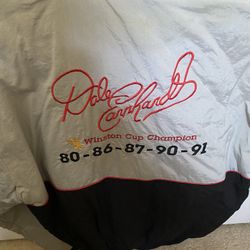 Dale
Earnhardt
Winston Cup Champion
80-86-87-90-91